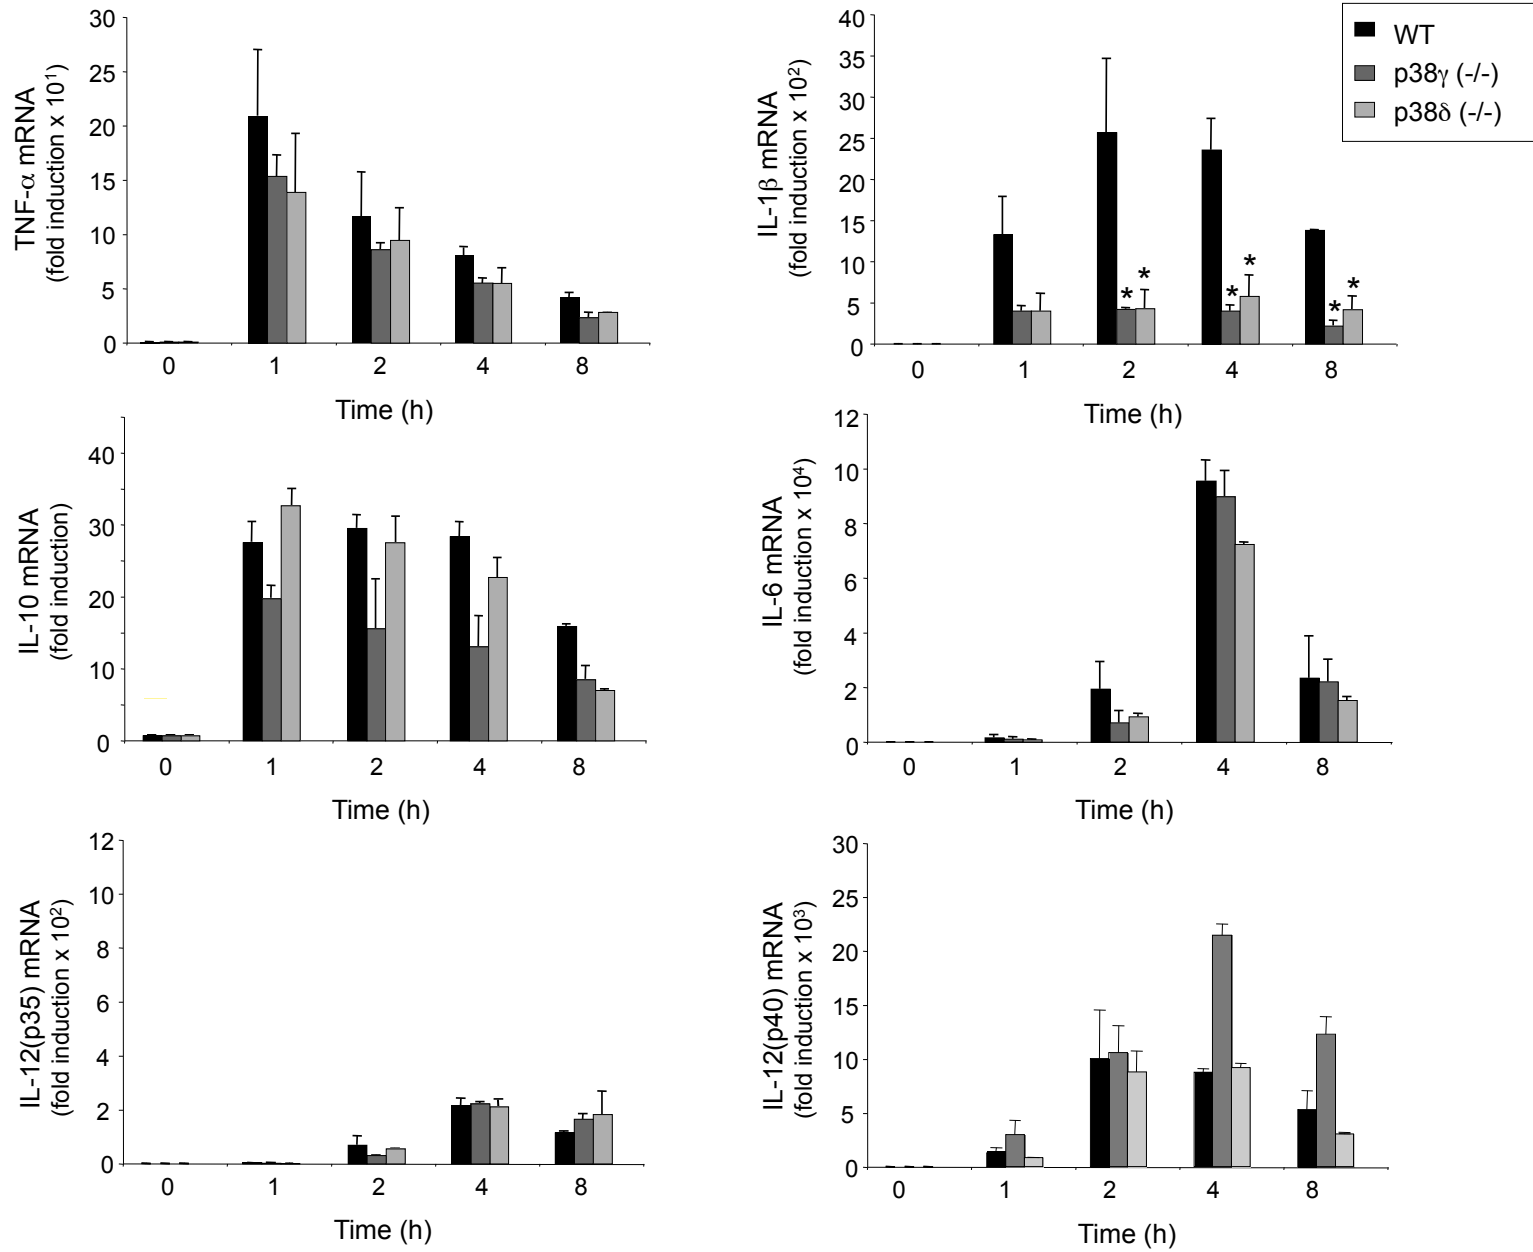 TNF-α mRNA
(fold induction x 10¹)
30
25
20
15
10
5
0
0 1 2 4 8
Time (h)
IL-1β mRNA
(fold induction x 10²)
40
35
30
25
20
15
10
5
0
* * * * * *
0 1 2 4 8
Time (h)
WT
p38γ (-/-)
p38δ (-/-)
IL-10 mRNA
(fold induction)
40
30
20
10
0
0 1 2 4 8
Time (h)
IL-6 mRNA
(fold induction x 10⁴)
12
10
8
6
4
2
0
0 1 2 4 8
Time (h)
IL-12(p35) mRNA
(fold induction x 10²)
12
10
8
6
4
2
0
0 1 2 4 8
Time (h)
IL-12(p40) mRNA
(fold induction x 10³)
30
25
20
15
10
5
0
0 1 2 4 8
Time (h)